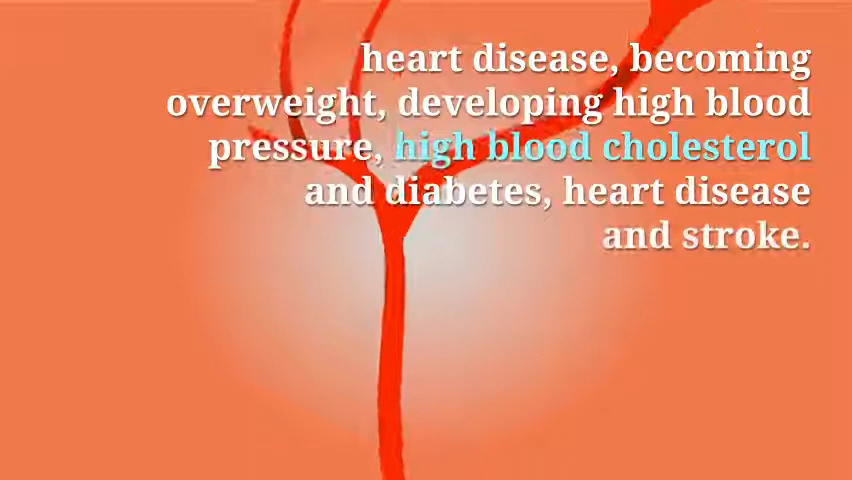 heart disease, becoming
overweight, developing high blood
pressure, high blood cholesterol
and diabetes, heart disease
and stroke.